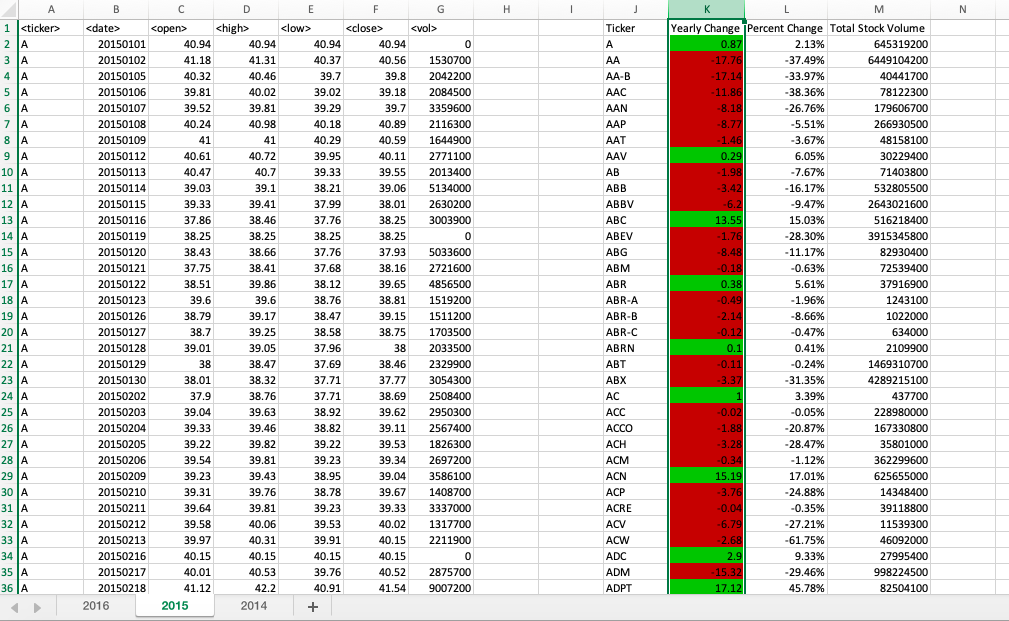 A B C D E F G H I J K L M N
1 <ticker> <date> <open> <high> <low> <close> <vol> Ticker Yearly Change Percent Change Total Stock Volume
2 A 20150101 40.94 40.94 40.94 40.94 0 A 0.87 2.13% 645319200
3 A 20150102 41.18 41.31 40.37 40.56 1530700 AA -17.76 -37.49% 6449104200
4 A 20150105 40.32 40.46 39.7 39.8 2042200 AA-B -17.14 -33.97% 40441700
5 A 20150106 39.81 40.02 39.02 39.18 2084500 AAC -11.86 -38.36% 78122300
6 A 20150107 39.52 39.81 39.29 39.7 3359600 AAN -8.18 -26.76% 179606700
7 A 20150108 40.24 40.98 40.18 40.89 2116300 AAP -8.77 -5.51% 266930500
8 A 20150109 41 41 40.29 40.59 1644900 AAT -1.46 -3.67% 48158100
9 A 20150112 40.61 40.72 39.95 40.11 2771100 AAV 0.29 6.05% 30229400
10 A 20150113 40.47 40.7 39.33 39.55 2013400 AB -1.98 -7.67% 71403800
11 A 20150114 39.03 39.1 38.21 39.06 5134000 ABB -3.42 -16.17% 532805500
12 A 20150115 39.33 39.41 37.99 38.01 2630200 ABBV -6.2 -9.47% 2643021600
13 A 20150116 37.86 38.46 37.76 38.25 3003900 ABC 13.55 15.03% 516218400
14 A 20150119 38.25 38.25 38.25 38.25 0 ABEV -1.76 -28.30% 3915345800
15 A 20150120 38.43 38.66 37.76 37.93 5033600 ABG -8.48 -11.17% 82930400
16 A 20150121 37.75 38.41 37.68 38.16 2721600 ABM -0.18 -0.63% 72539400
17 A 20150122 38.51 39.86 38.12 39.65 4856500 ABR 0.38 5.61% 37916900
18 A 20150123 39.6 39.6 38.76 38.81 1519200 ABR-A -0.49 -1.96% 1243100
19 A 20150126 38.79 39.17 38.47 39.15 1511200 ABR-B -2.14 -8.66% 1022000
20 A 20150127 38.7 39.25 38.58 38.75 1703500 ABR-C -0.12 -0.47% 634000
21 A 20150128 39.01 39.05 37.96 38 2033500 ABRN 0.1 0.41% 2109900
22 A 20150129 38 38.47 37.69 38.46 2329900 ABT -0.11 -0.24% 1469310700
23 A 20150130 38.01 38.32 37.71 37.77 3054300 ABX -3.37 -31.35% 4289215100
24 A 20150202 37.9 38.76 37.71 38.69 2508400 AC 1 3.39% 437700
25 A 20150203 39.04 39.63 38.92 39.62 2950300 ACC -0.02 -0.05% 228980000
26 A 20150204 39.33 39.46 38.82 39.11 2567400 ACCO -1.88 -20.87% 167330800
27 A 20150205 39.22 39.82 39.22 39.53 1826300 ACH -3.28 -28.47% 35801000
28 A 20150206 39.54 39.81 39.23 39.34 2697200 ACM -0.34 -1.12% 362299600
29 A 20150209 39.23 39.43 38.95 39.04 3586100 ACN 15.19 17.01% 625655000
30 A 20150210 39.31 39.76 38.78 39.67 1408700 ACP -3.76 -24.88% 14348400
31 A 20150211 39.64 39.81 39.23 39.33 3337000 ACRE -0.04 -0.35% 39118800
32 A 20150212 39.58 40.06 39.53 40.02 1317700 ACV -6.79 -27.21% 11539300
33 A 20150213 39.97 40.31 39.91 40.15 2211900 ACW -2.68 -61.75% 46092000
34 A 20150216 40.15 40.15 40.15 40.15 0 ADC 2.9 9.33% 27995400
35 A 20150217 40.01 40.53 39.76 40.52 2875700 ADM -15.32 -29.46% 998224500
36 A 20150218 41.12 42.2 40.91 41.54 9007200 ADPT 17.12 45.78% 82504100
2016 2015 2014 +